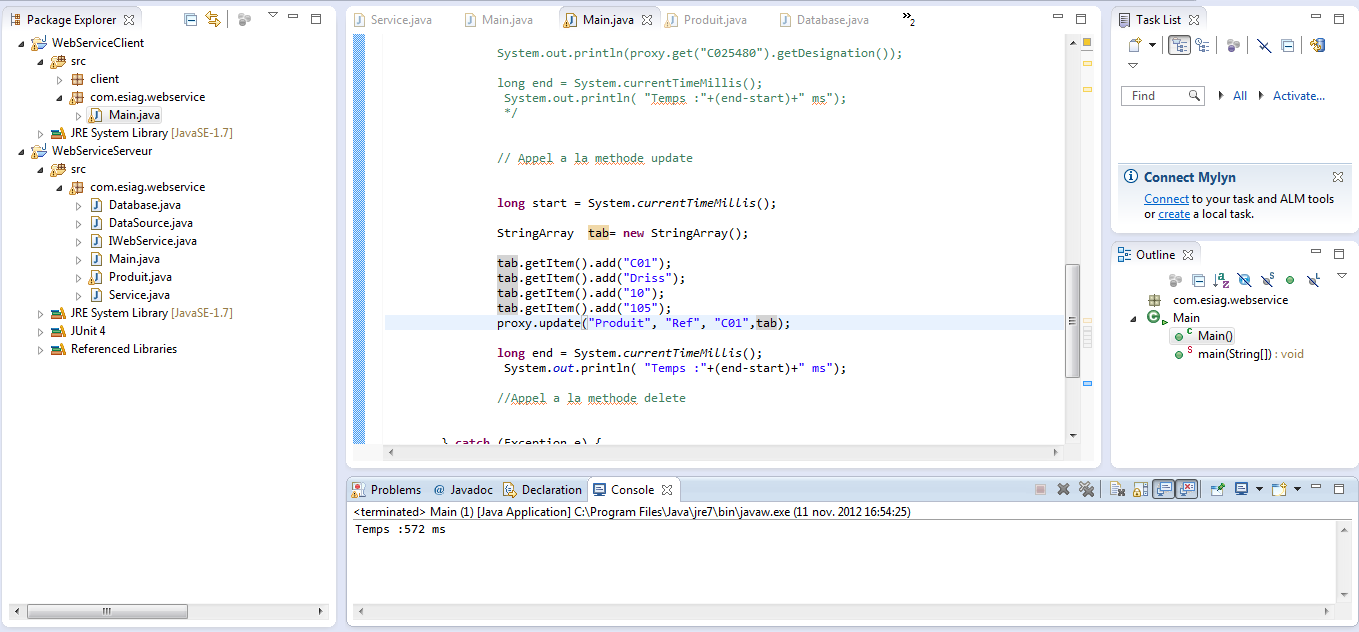 Package Explorer
WebServiceClient
src
client
com.esiag.webservice
Main.java
JRE System Library [JavaSE-1.7]
WebServiceServeur
src
com.esiag.webservice
Database.java
DataSource.java
IWebService.java
Main.java
Produit.java
Service.java
JRE System Library [JavaSE-1.7]
JUnit 4
Referenced Libraries
Service.java
Main.java
Main.java
Produit.java
Database.java
»2
System.out.println(proxy.get("C025480").getDesignation());
long end = System.currentTimeMillis();
System.out.println( "Temps :"+(end-start)+" ms");
*/
// Appel a la methode update
long start = System.currentTimeMillis();
StringArray  tab= new StringArray();
tab.getItem().add("C01");
tab.getItem().add("Driss");
tab.getItem().add("10");
tab.getItem().add("105");
proxy.update("Produit", "Ref", "C01",tab);
long end = System.currentTimeMillis();
System.out.println( "Temps :"+(end-start)+" ms");
//Appel a la methode delete
} catch (Exception e) {
Task List
Find
All
Activate...
Connect Mylyn
Connect to your task and ALM tools
or create a local task.
Outline
com.esiag.webservice
Main
Main()
main(String[]) : void
Problems
@ Javadoc
Declaration
Console
<terminated> Main (1) [Java Application] C:\Program Files\Java\jre7\bin\javaw.exe (11 nov. 2012 16:54:25)
Temps :572 ms